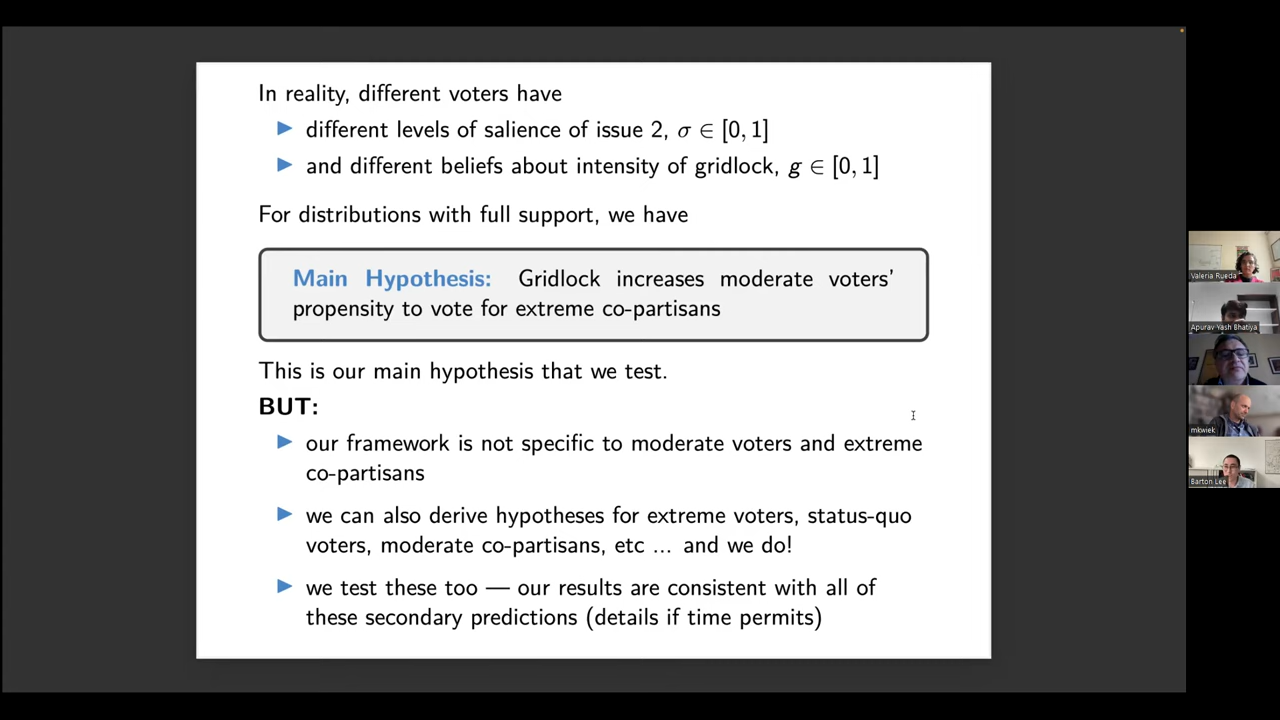 In reality, different voters have
▶ different levels of salience of issue 2, σ ∈ [0, 1]
▶ and different beliefs about intensity of gridlock, g ∈ [0, 1]
For distributions with full support, we have
Main Hypothesis: Gridlock increases moderate voters'
propensity to vote for extreme co-partisans
This is our main hypothesis that we test.
BUT:
▶ our framework is not specific to moderate voters and extreme
co-partisans
▶ we can also derive hypotheses for extreme voters, status-quo
voters, moderate co-partisans, etc ... and we do!
▶ we test these too — our results are consistent with all of
these secondary predictions (details if time permits)
Valeria Rueda
Apurav Yash Bhatiya
mkwiek
Barton Lee